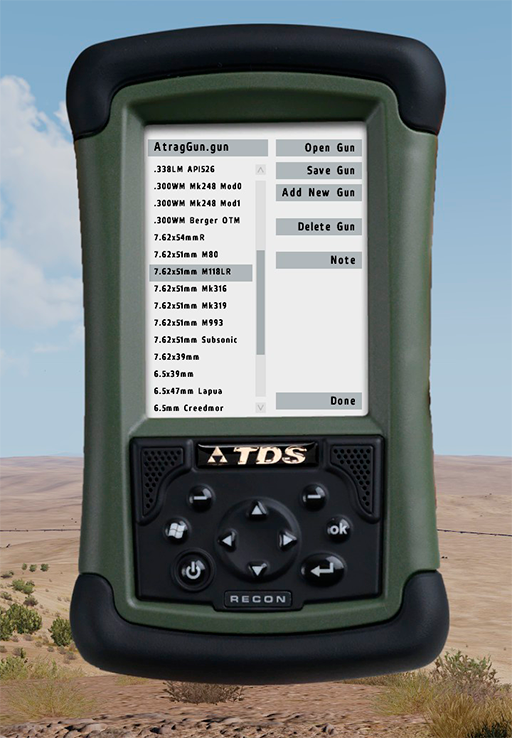 AtragGun.gun
.338LM API526
.300WM Mk248 Mod0
.300WM Mk248 Mod1
.300WM Berger OTM
7.62x54mmR
7.62x51mm M80
7.62x51mm M118LR
7.62x51mm Mk316
7.62x51mm Mk319
7.62x51mm M993
7.62x51mm Subsonic
7.62x39mm
6.5x39mm
6.5x47mm Lapua
6.5mm Creedmor
Open Gun
Save Gun
Add New Gun
Delete Gun
Note
Done
TDS
ok
RECON